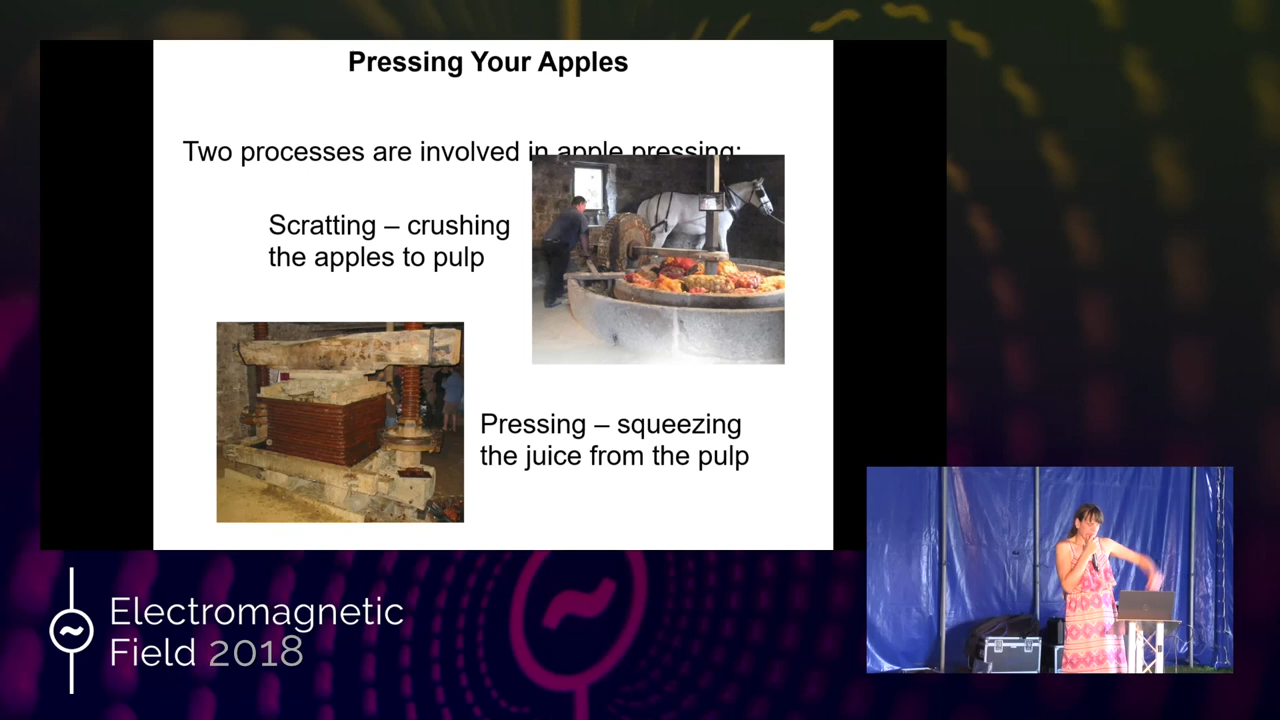 Pressing Your Apples
Two processes are involved in apple pressing:
Scratting – crushing
the apples to pulp
Pressing – squeezing
the juice from the pulp
Electromagnetic
Field 2018